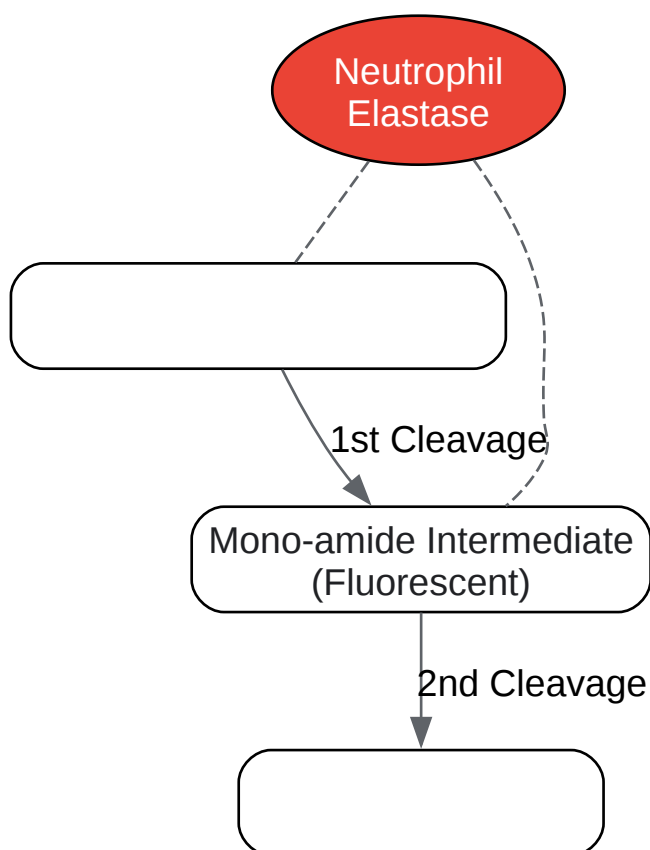 Neutrophil
Elastase
1st Cleavage
Mono-amide Intermediate
(Fluorescent)
2nd Cleavage